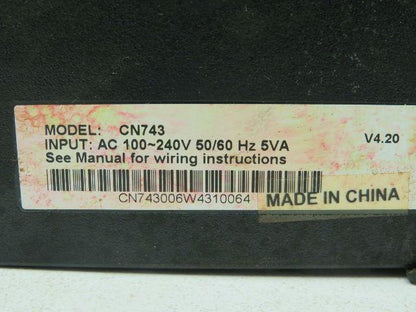 MODEL: CN743
INPUT: AC 100~240V 50/60 Hz 5VA
V4.20
See Manual for wiring instructions
CN743006W4310064
MADE IN CHINA